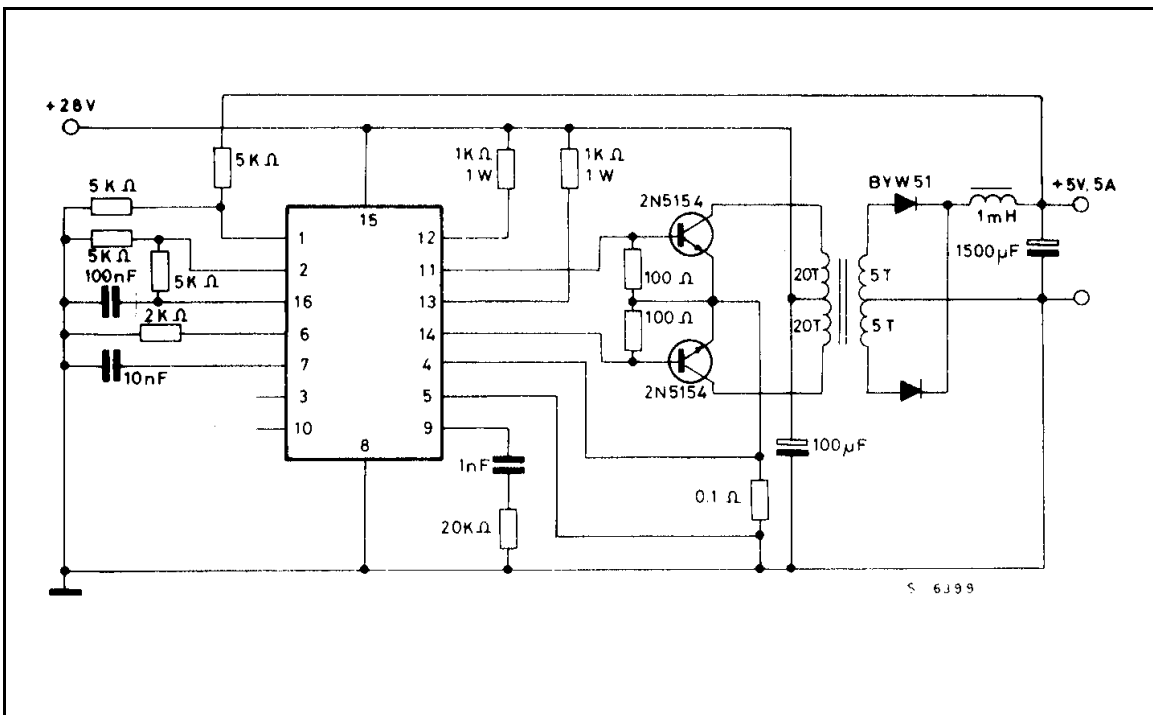 +28V
5KΩ
5KΩ
5KΩ
100nF
5KΩ
2KΩ
10nF
1KΩ
1W
1KΩ
1W
15
1
2
16
6
7
3
10
8
12
11
13
14
4
5
9
1nF
20KΩ
2N5154
100Ω
100Ω
2N5154
20T
20T
5T
5T
BYW51
1mH
+5V, 5A
1500µF
100µF
0.1Ω
S 6399